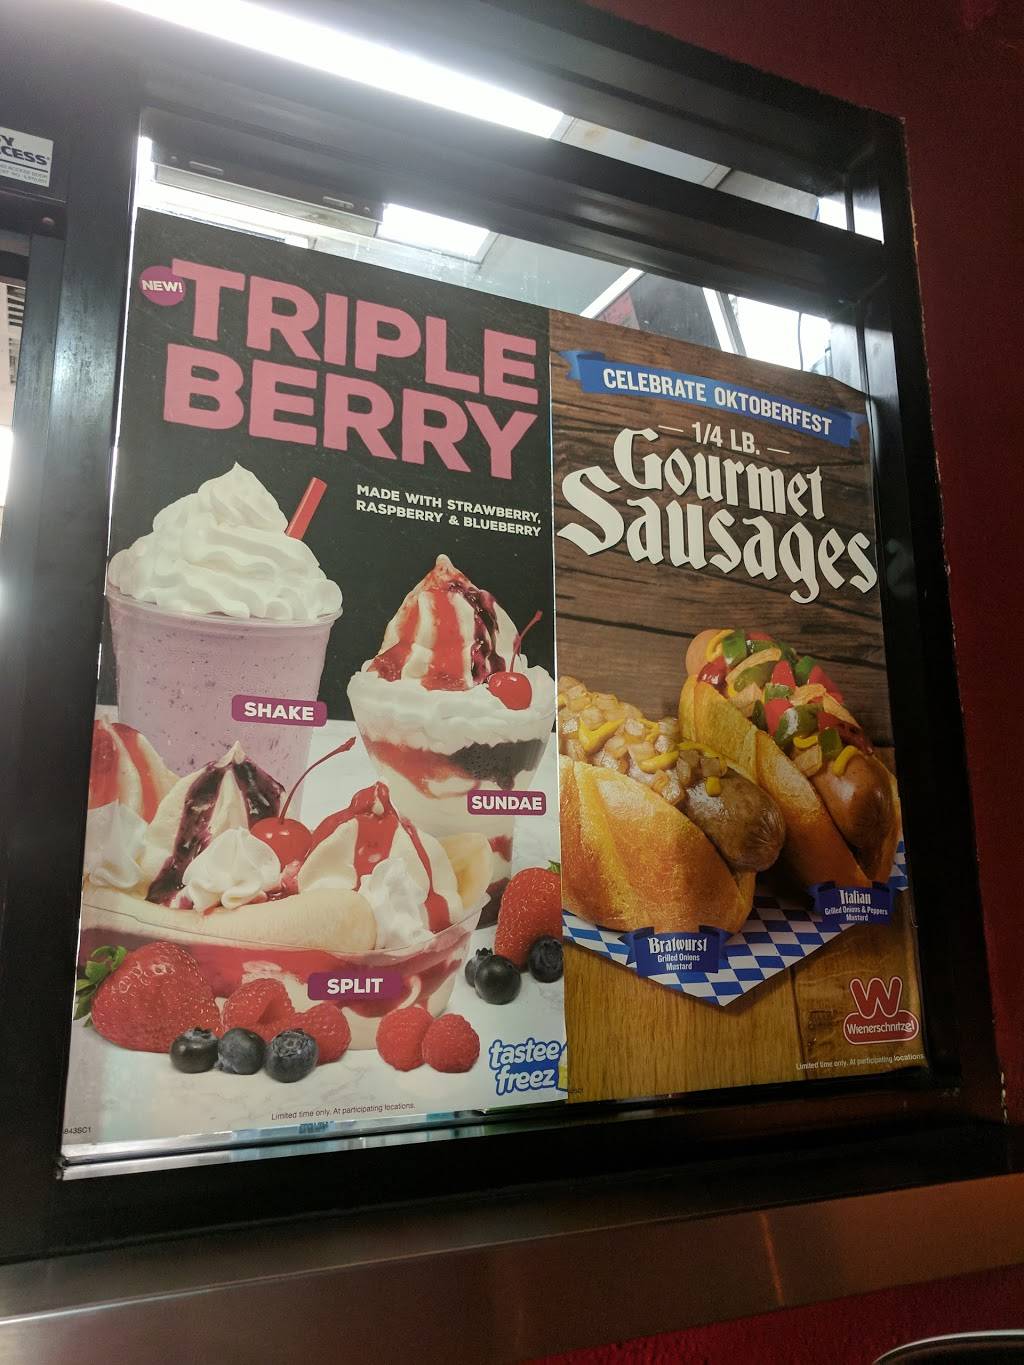 CESS
NEW!
TRIPLE
BERRY
MADE WITH STRAWBERRY,
RASPBERRY & BLUEBERRY
SHAKE
SUNDAE
SPLIT
tastee
freez
Limited time only. At participating locations.
843SC1
CELEBRATE OKTOBERFEST
1/4 LB.
Gourmet
Sausages
Bratwurst
Grilled Onions
Mustard
Italian
Grilled Onions & Peppers
Mustard
W
Wienerschnitzel
Limited time only. At participating locations